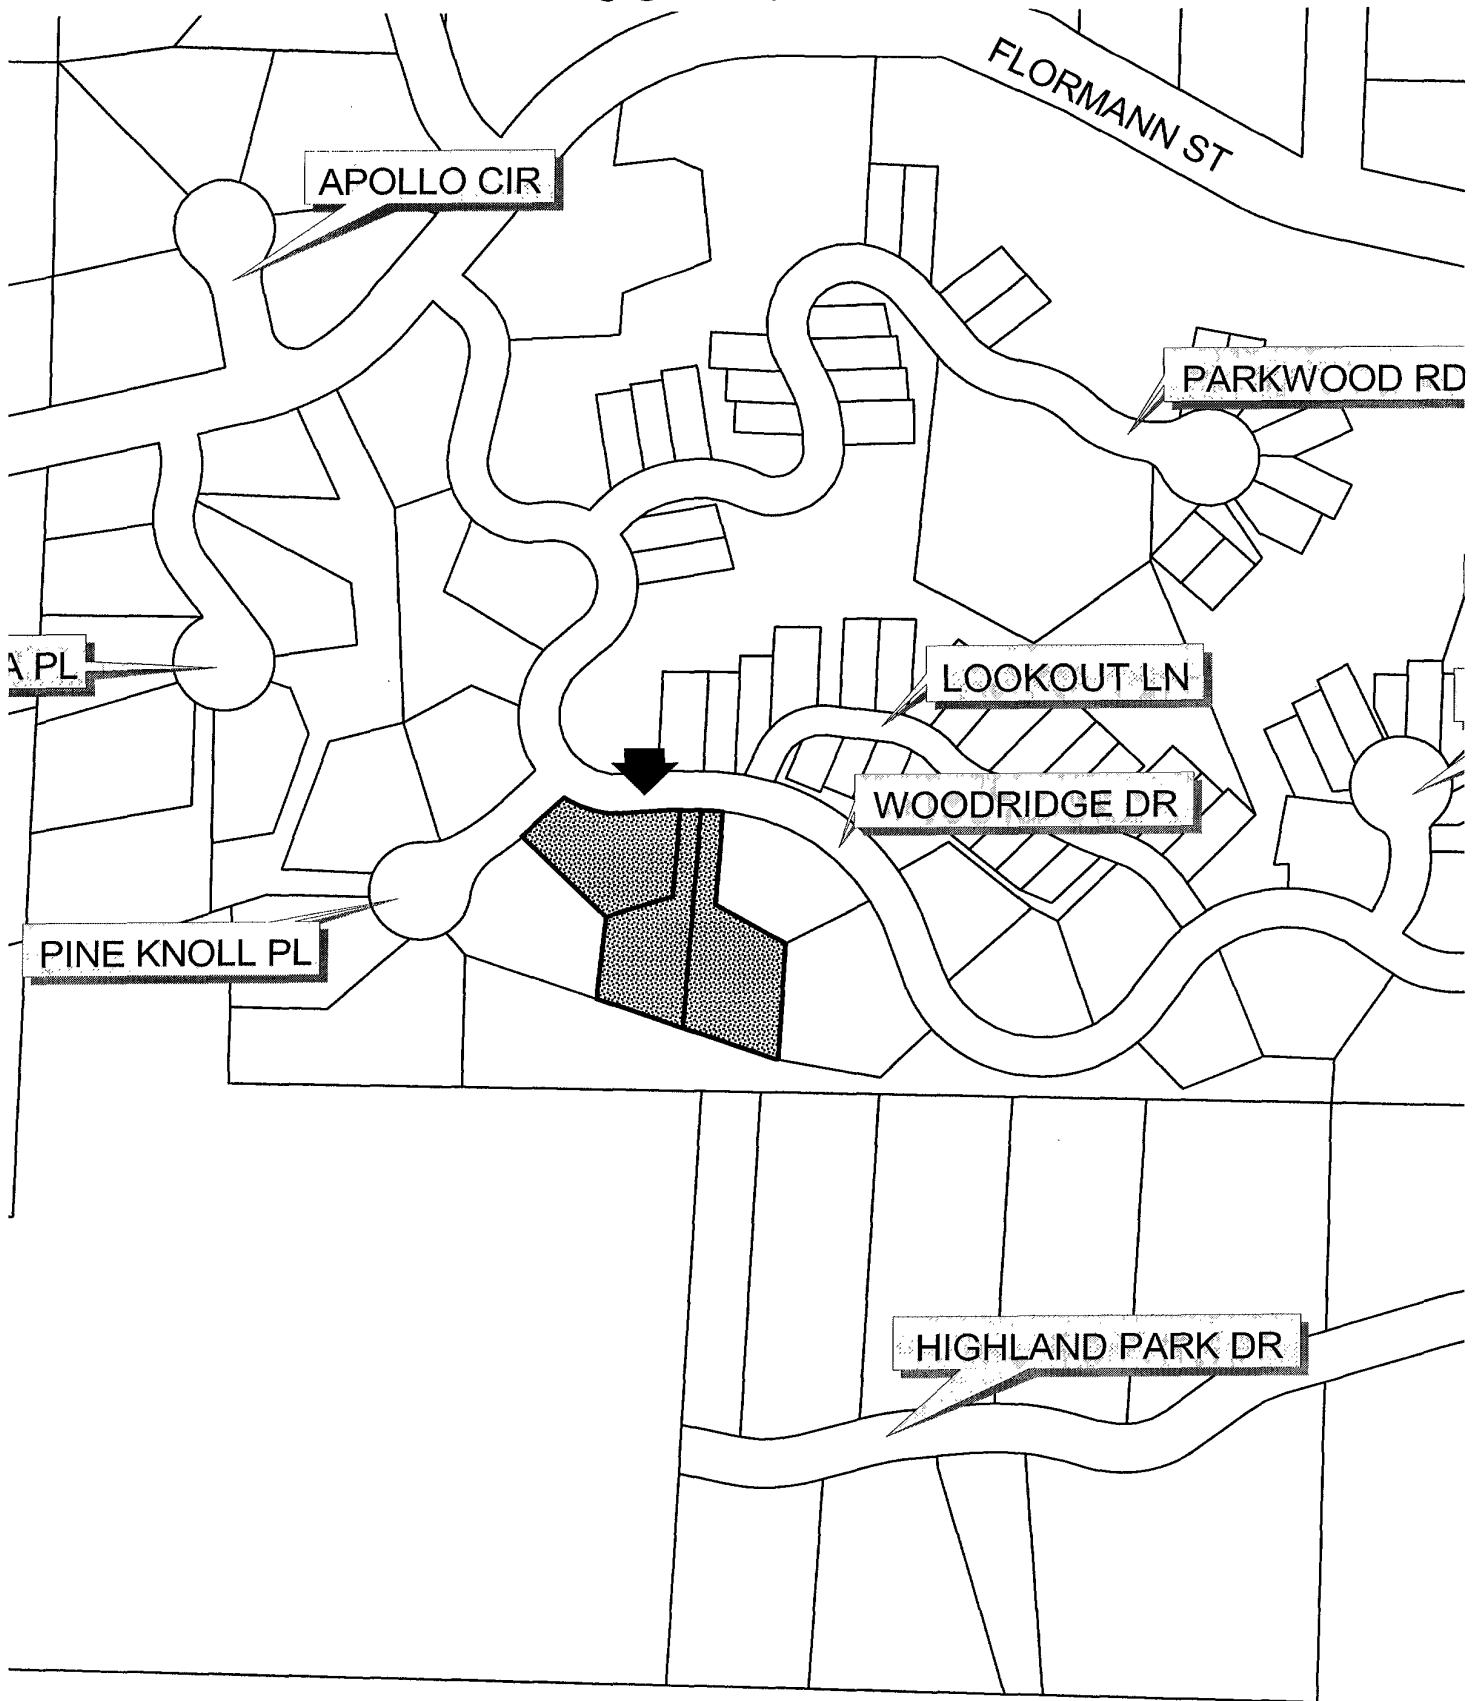 FLORMANN ST
APOLLO CIR
PARKWOOD RD
A PL
LOOKOUT LN
WOODRIDGE DR
PINE KNOLL PL
HIGHLAND PARK DR